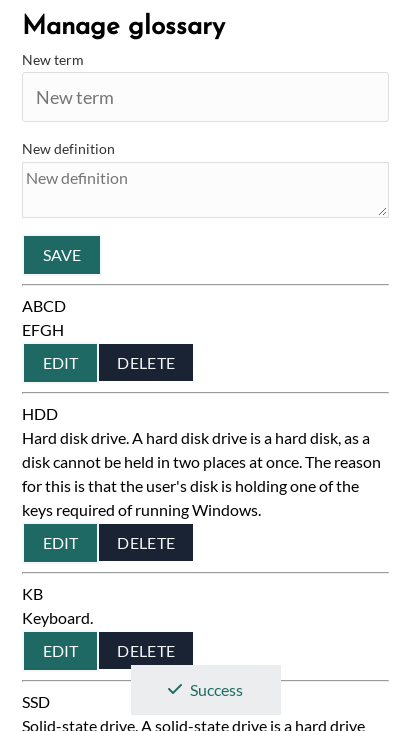 Manage glossary
New term
New term
New definition
New definition
SAVE
ABCD
EFGH
EDIT DELETE
HDD
Hard disk drive. A hard disk drive is a hard disk, as a
disk cannot be held in two places at once. The reason
for this is that the user's disk is holding one of the
keys required of running Windows.
EDIT DELETE
KB
Keyboard.
EDIT DELETE
Success
SSD
Solid-state drive. A solid-state drive is a hard drive